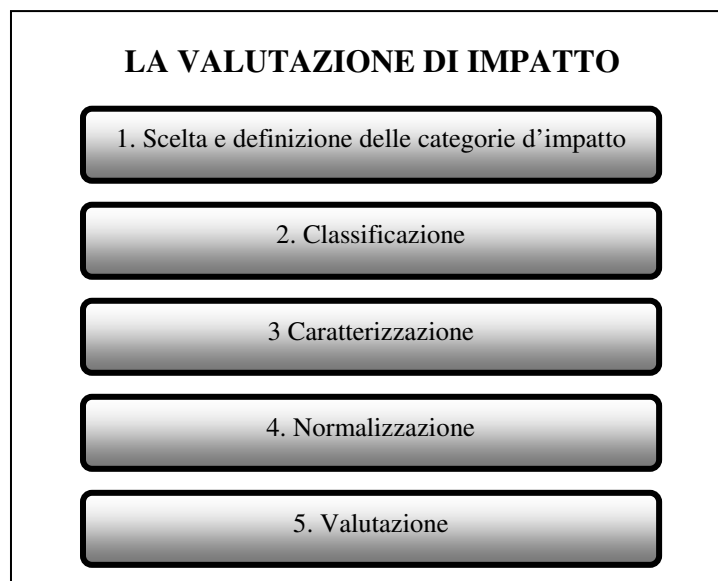 LA VALUTAZIONE DI IMPATTO
1. Scelta e definizione delle categorie d’impatto
2. Classificazione
3 Caratterizzazione
4. Normalizzazione
5. Valutazione